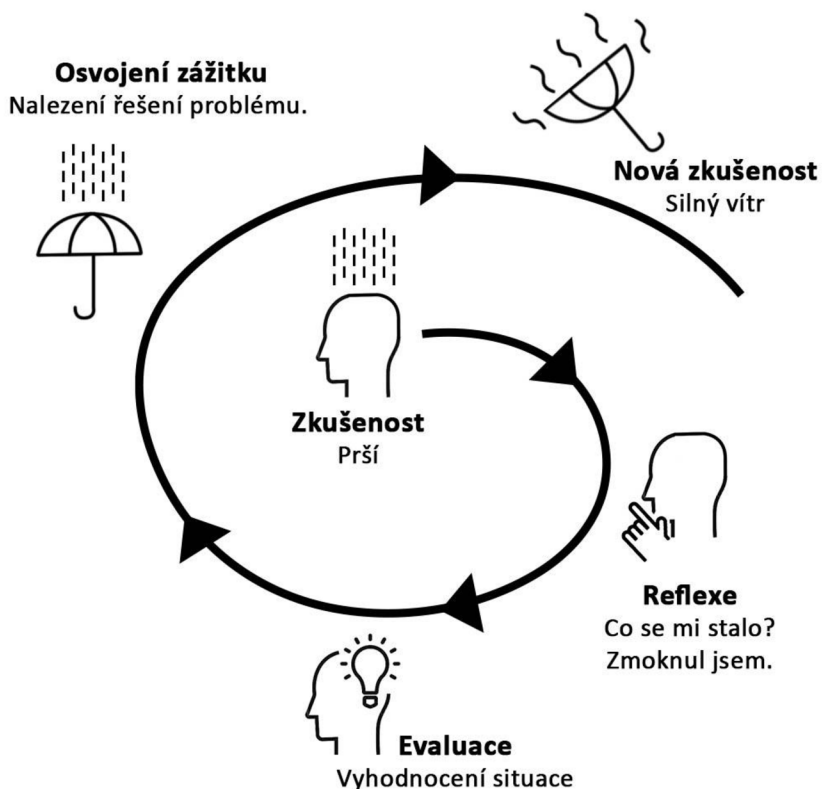 Osvojení zážitku
Nalezení řešení problému.
Nová zkušenost
Silný vítr
Zkušenost
Prší
Reflexe
Co se mi stalo?
Zmoknul jsem.
Evaluace
Vyhodnocení situace